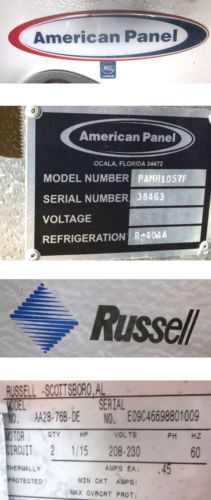 American Panel
NSF
American Panel
OCALA, FLORIDA 34472
MODEL NUMBER PAMH1057F
SERIAL NUMBER 38463
VOLTAGE
REFRIGERATION R-404A
Russell
RUSSELL -SCOTTSBORO, AL
MODEL SERIAL
NO. AA28-76B-DE NO. E09C46698801009
MOTOR QTY HP VOLTS PH HZ
CIRCUIT 2 1/15 208-230 60
THERMALLY AMPS EA: .45
IMPEDANCE MIN CKT AMPS:
MAX OVRCRT PROT: